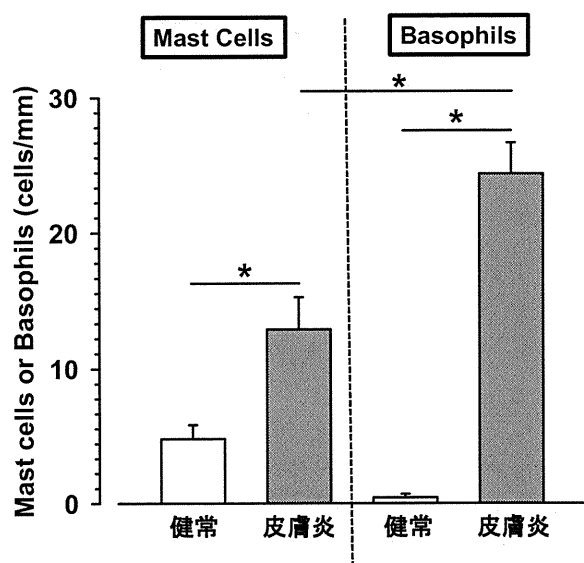 Mast Cells
Basophils
*
*
*
Mast cells or Basophils (cells/mm)
30
20
10
0
健常
皮膚炎
健常
皮膚炎